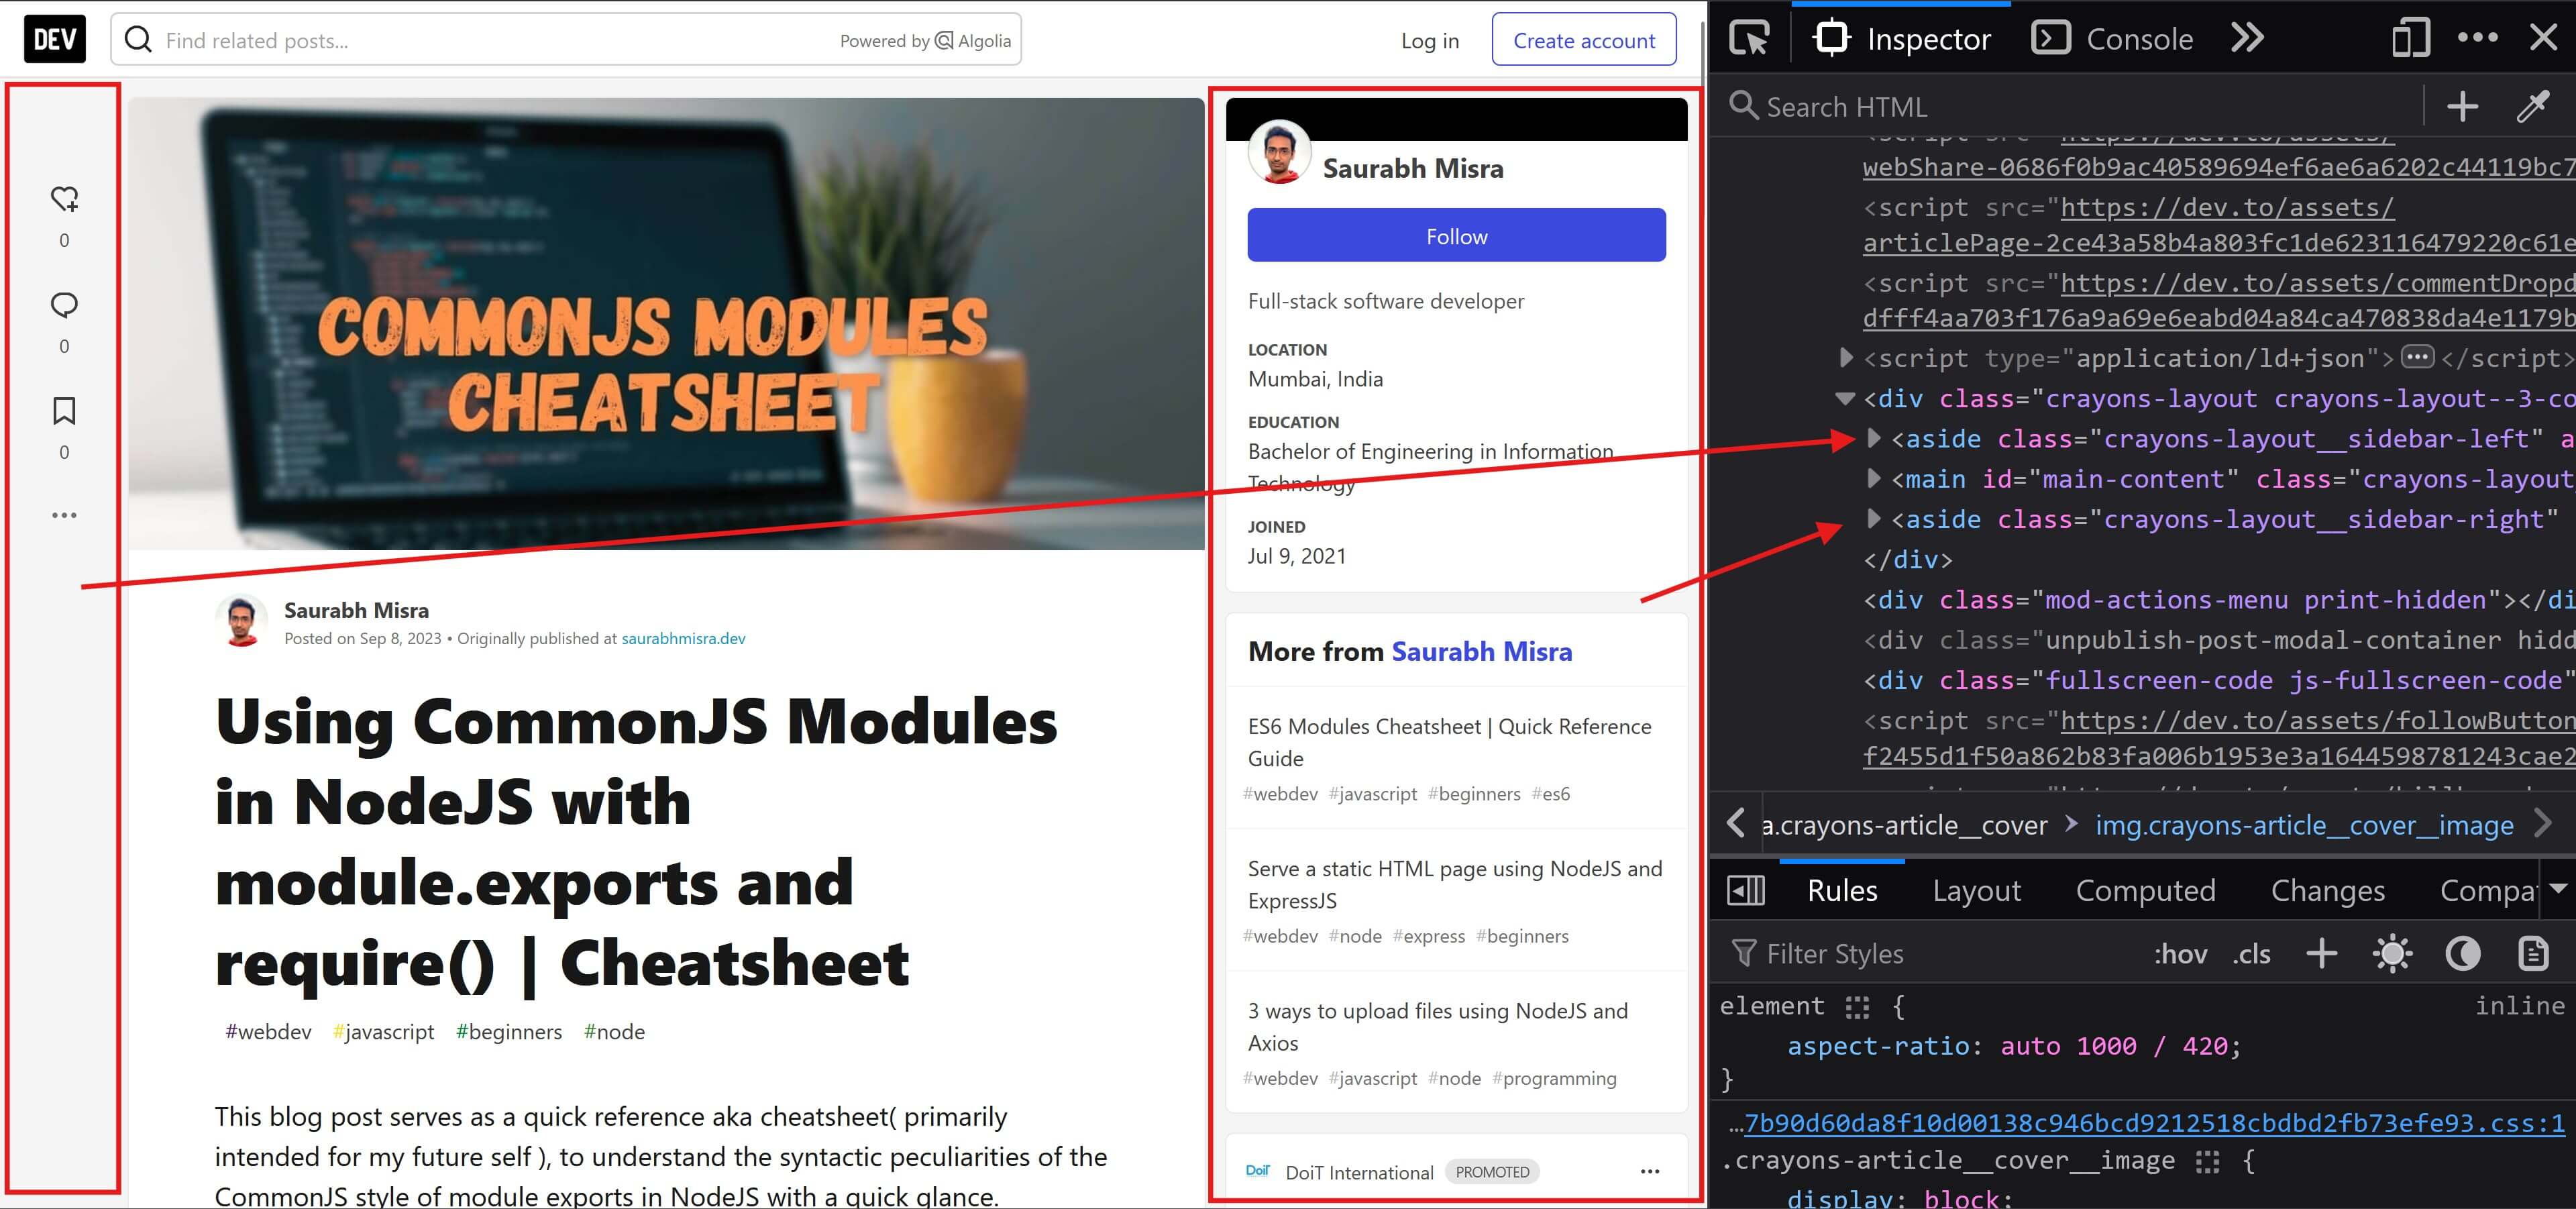 DEV
Find related posts...
Powered by Algolia
Log in
Create account
0
0
0
COMMONJS MODULES
CHEATSHEET
Saurabh Misra
Posted on Sep 8, 2023 • Originally published at saurabhmisra.dev
Using CommonJS Modules
in NodeJS with
module.exports and
require() | Cheatsheet
#webdev #javascript #beginners #node
This blog post serves as a quick reference aka cheatsheet( primarily
intended for my future self ), to understand the syntactic peculiarities of the
CommonJS style of module exports in NodeJS with a quick glance.
Saurabh Misra
Follow
Full-stack software developer
LOCATION
Mumbai, India
EDUCATION
Bachelor of Engineering in Information
Technology
JOINED
Jul 9, 2021
More from Saurabh Misra
ES6 Modules Cheatsheet | Quick Reference
Guide
#webdev #javascript #beginners #es6
Serve a static HTML page using NodeJS and
ExpressJS
#webdev #node #express #beginners
3 ways to upload files using NodeJS and
Axios
#webdev #javascript #node #programming
DoiT DoiT International PROMOTED
Inspector
Console
Search HTML
<script src="https://dev.to/assets/
webShare-0686f0b9ac40589694ef6ae6a6202c44119bc7
<script src="https://dev.to/assets/
articlePage-2ce43a58b4a803fc1de623116479220c61e
<script src="https://dev.to/assets/commentDropd
dfff4aa703f176a9a69e6eabd04a84ca470838da4e1179b
<script type="application/ld+json"></script>
<div class="crayons-layout crayons-layout--3-co
<aside class="crayons-layout__sidebar-left" a
<main id="main-content" class="crayons-layout
<aside class="crayons-layout__sidebar-right"
</div>
<div class="mod-actions-menu print-hidden"></di
<div class="unpublish-post-modal-container hidd
<div class="fullscreen-code js-fullscreen-code"
<script src="https://dev.to/assets/followButton
f2455d1f50a862b83fa006b1953e3a1644598781243cae2
a.crayons-article__cover
img.crayons-article__cover__image
Rules
Layout
Computed
Changes
Compa
Filter Styles
:hov .cls
element { inline
aspect-ratio: auto 1000 / 420;
}
…7b90d60da8f10d00138c946bcd9212518cbdbd2fb73efe93.css:1
.crayons-article__cover__image {
display: block;